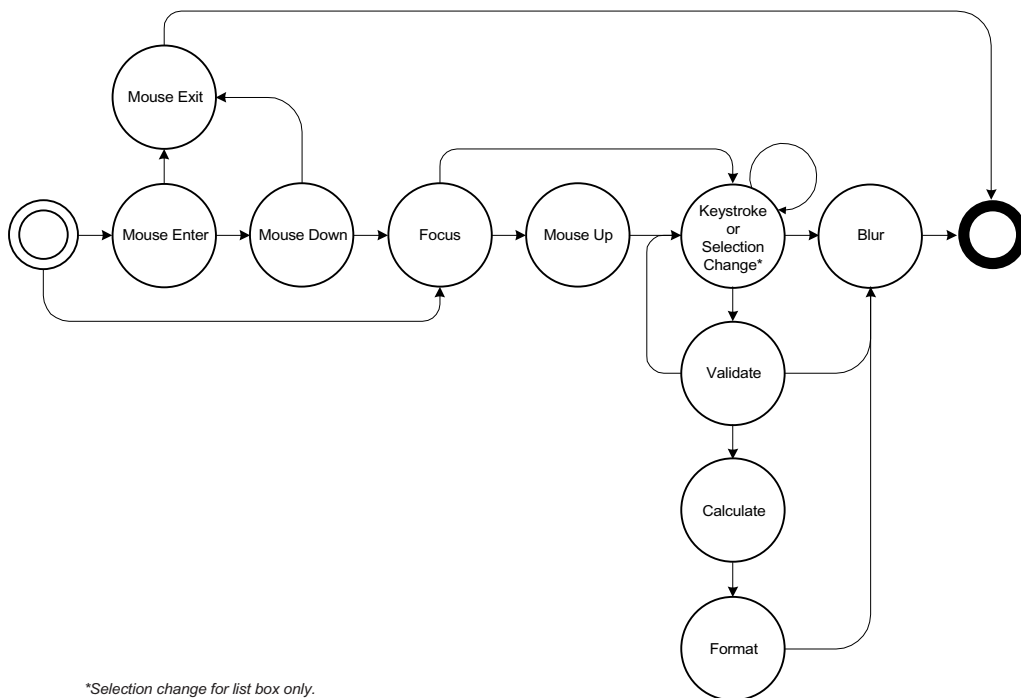 Mouse Exit
Mouse Enter
Mouse Down
Focus
Mouse Up
Keystroke
or
Selection
Change*
Blur
Validate
Calculate
Format
*Selection change for list box only.